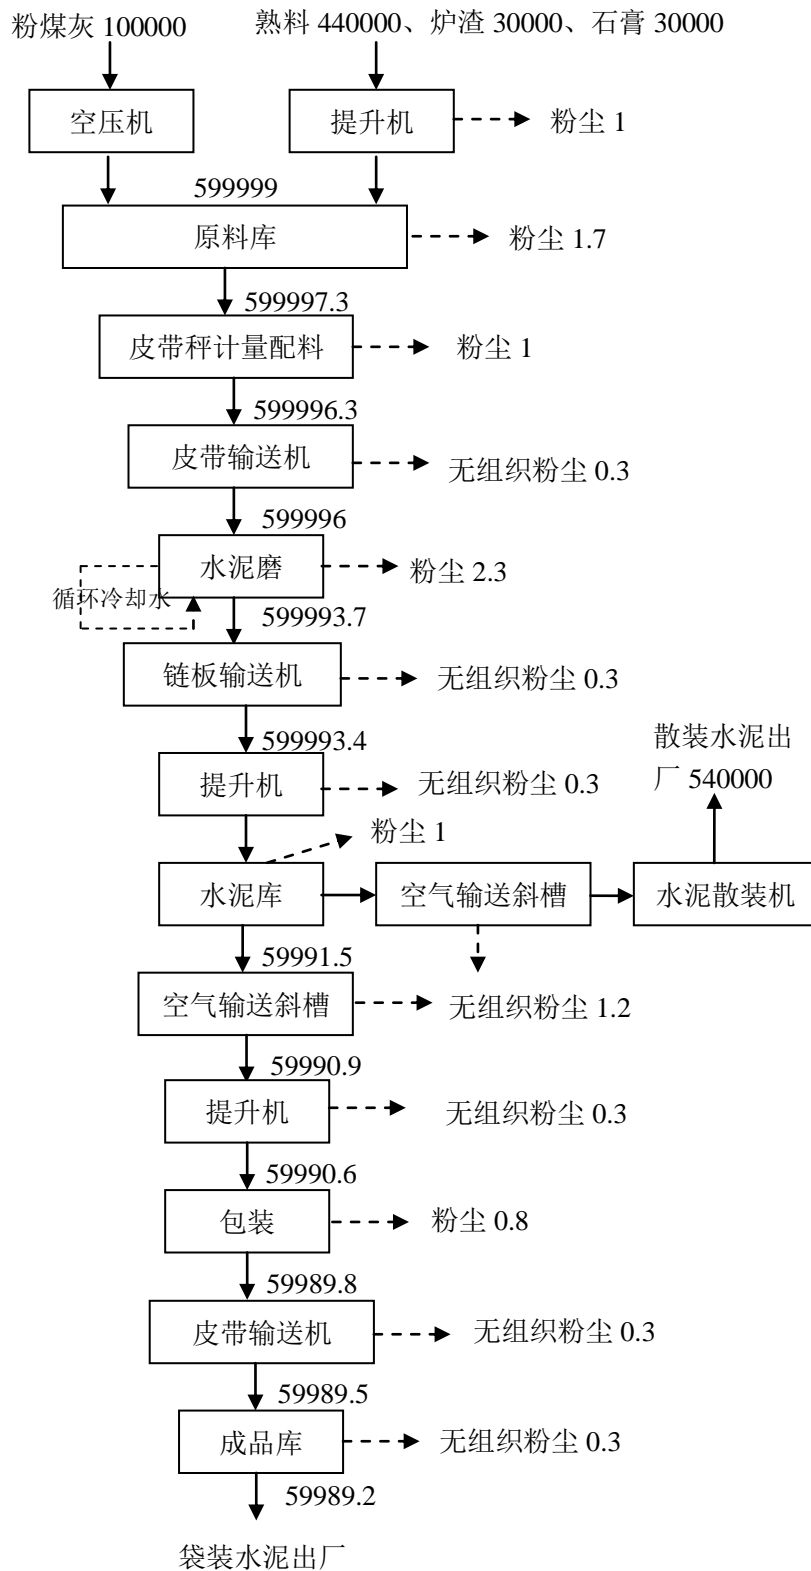 粉煤灰 100000
熟料 440000、炉渣 30000、石膏 30000
空压机
提升机
粉尘 1
599999
原料库
粉尘 1.7
599997.3
皮带秤计量配料
粉尘 1
599996.3
皮带输送机
无组织粉尘 0.3
599996
水泥磨
粉尘 2.3
循环冷却水
599993.7
链板输送机
无组织粉尘 0.3
599993.4
散装水泥出
厂 540000
提升机
无组织粉尘 0.3
粉尘 1
水泥库
空气输送斜槽
水泥散装机
59991.5
空气输送斜槽
无组织粉尘 1.2
59990.9
提升机
无组织粉尘 0.3
59990.6
包装
粉尘 0.8
59989.8
皮带输送机
无组织粉尘 0.3
59989.5
成品库
无组织粉尘 0.3
59989.2
袋装水泥出厂